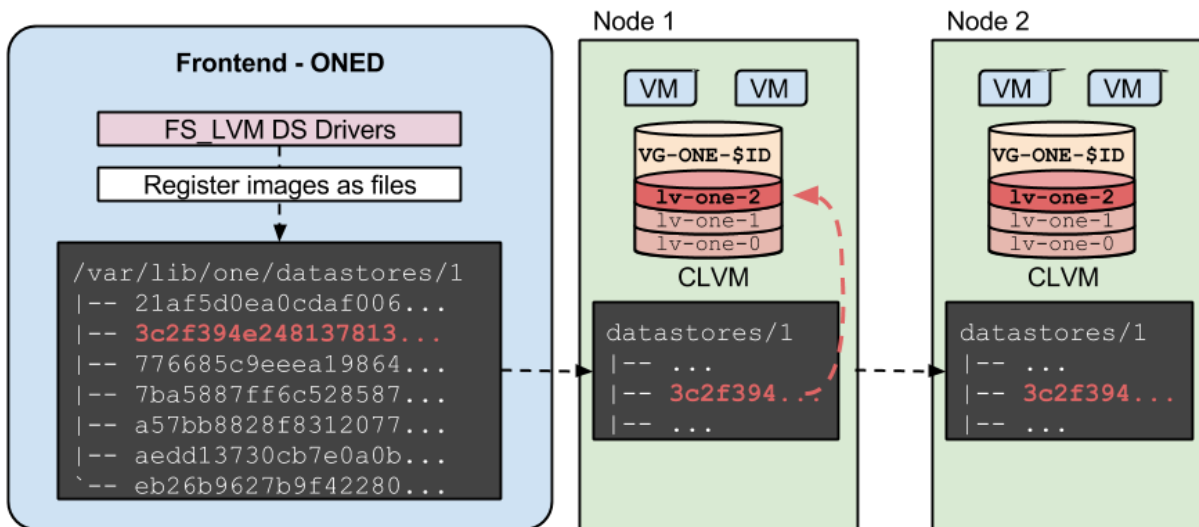 Frontend - ONED
FS_LVM DS Drivers
Register images as files
/var/lib/one/datastores/1
|-- 21af5d0ea0cdaf006...
|-- 3c2f394e248137813...
|-- 776685c9eeea19864...
|-- 7ba5887ff6c528587...
|-- a57bb8828f8312077...
|-- aedd13730cb7e0a0b...
`-- eb26b9627b9f42280...
Node 1
VM VM
VG-ONE-$ID
lv-one-2
lv-one-1
lv-one-0
CLVM
datastores/1
|-- ...
|-- 3c2f394...
|-- ...
Node 2
VM VM
VG-ONE-$ID
lv-one-2
lv-one-1
lv-one-0
CLVM
datastores/1
|-- ...
|-- 3c2f394...
|-- ...